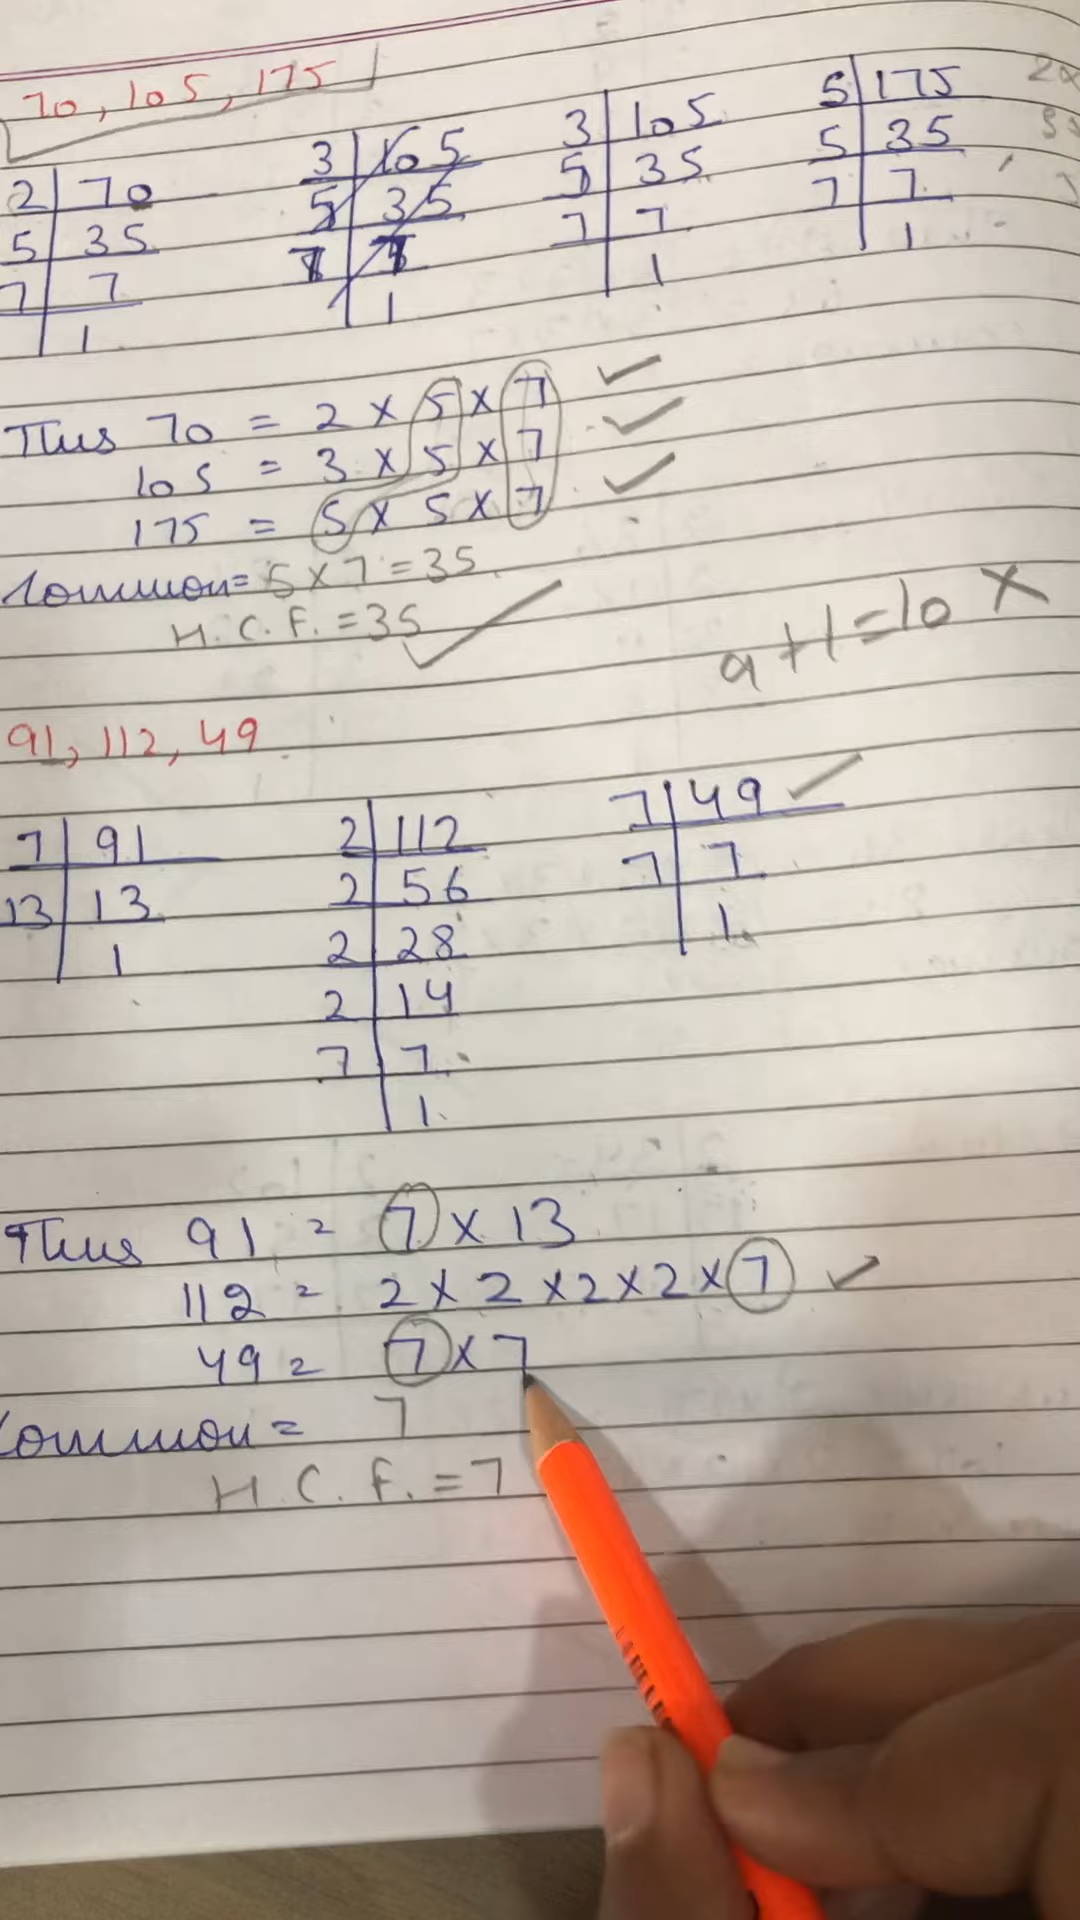 70, 105, 175
2 | 70
5 | 35
7 | 7
1
3 | 105
5 | 35
7 | 7
1
3 | 105
5 | 35
7 | 7
1
5 | 175
5 | 35
7 | 7
1
Thus 70 = 2 × 5 × 7 ✓
105 = 3 × 5 × 7 ✓
175 = 5 × 5 × 7 ✓
Common = 5 × 7 = 35
H.C.F. = 35 ✓
9+1=10 ×
91, 112, 49
7 | 91
13 | 13
1
2 | 112
2 | 56
2 | 28
2 | 14
7 | 7
1
7 | 49 ✓
7 | 7
1
Thus 91 = 7 × 13
112 = 2 × 2 × 2 × 2 × 7 ✓
49 = 7 × 7
Common = 7
H.C.F. = 7